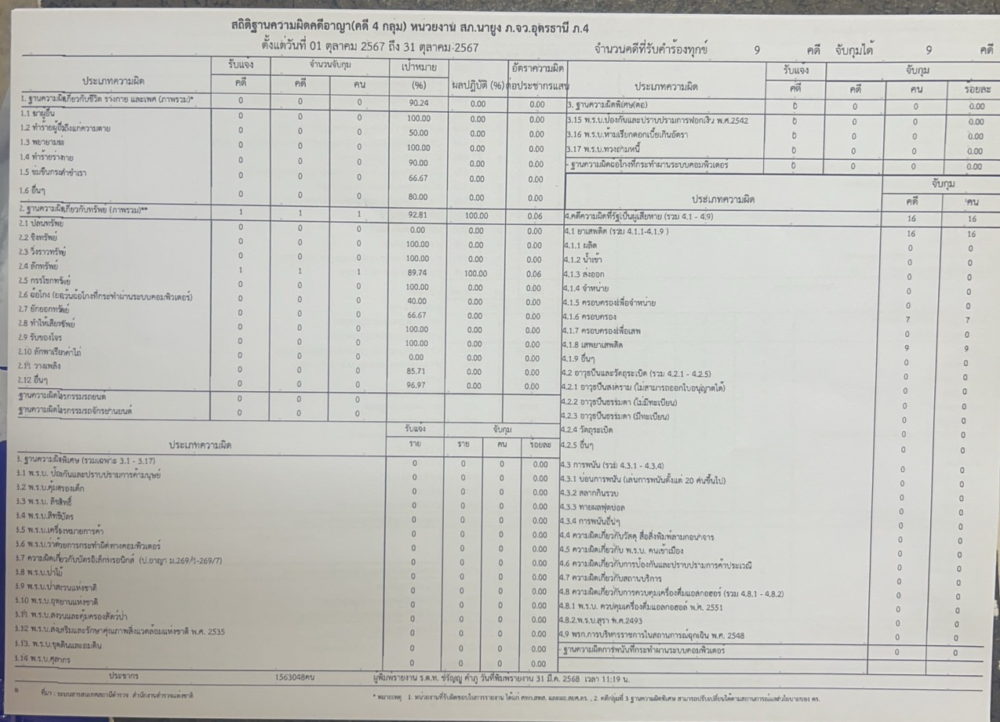 สถิติฐานความผิดคดีอาญา(คดี 4 กลุ่ม) หน่วยงาน สภ.นายูง ภ.จว.อุดรธานี ภ.4
ตั้งแต่วันที่ 01 ตุลาคม 2567 ถึง 31 ตุลาคม 2567
จำนวนคดีที่รับคำร้องทุกข์ 9 คดี จับกุมได้ 9 คดี
ประเภทความผิด รับแจ้ง จำนวนจับกุม เป้าหมาย ผลปฏิบัติ (%) อัตราความผิด
คดี คดี คน (%) ต่อประชากรแสน
1. ฐานความผิดเกี่ยวกับชีวิต ร่างกาย และเพศ (ภาพรวม)* 0 0 0 90.24 0.00 0.00
1.1 ฆ่าผู้อื่น 0 0 0 100.00 0.00 0.00
1.2 ทำร้ายผู้อื่นถึงแก่ความตาย 0 0 0 50.00 0.00 0.00
1.3 พยายามฆ่า 0 0 0 100.00 0.00 0.00
1.4 ทำร้ายร่างกาย 0 0 0 90.00 0.00 0.00
1.5 ข่มขืนกระทำชำเรา 0 0 0 66.67 0.00 0.00
1.6 อื่นๆ 0 0 0 80.00 0.00 0.00
2. ฐานความผิดเกี่ยวกับทรัพย์ (ภาพรวม)** 1 1 1 92.81 100.00 0.06
2.1 ปล้นทรัพย์ 0 0 0 0.00 0.00 0.00
2.2 ชิงทรัพย์ 0 0 0 100.00 0.00 0.00
2.3 วิ่งราวทรัพย์ 0 0 0 100.00 0.00 0.00
2.4 ลักทรัพย์ 1 1 1 89.74 100.00 0.06
2.5 กรรโชกทรัพย์ 0 0 0 100.00 0.00 0.00
2.6 ฉ้อโกง (ยกเว้นฉ้อโกงที่กระทำผ่านระบบคอมพิวเตอร์) 0 0 0 40.00 0.00 0.00
2.7 ยักยอกทรัพย์ 0 0 0 66.67 0.00 0.00
2.8 ทำให้เสียทรัพย์ 0 0 0 100.00 0.00 0.00
2.9 รับของโจร 0 0 0 100.00 0.00 0.00
2.10 ลักพาเรียกค่าไถ่ 0 0 0 0.00 0.00 0.00
2.11 วางเพลิง 0 0 0 85.71 0.00 0.00
2.12 อื่นๆ 0 0 0 96.97 0.00 0.00
ฐานความผิดโจรกรรมรถยนต์ 0 0 0
ฐานความผิดโจรกรรมรถจักรยานยนต์ 0 0 0
ประเภทความผิด รับแจ้ง จับกุม
ราย ราย คน ร้อยละ
3. ฐานความผิดพิเศษ (รวมเฉพาะ 3.1 - 3.17) 0 0 0 0.00
3.1 พ.ร.บ. ป้องกันและปราบปรามการค้ามนุษย์ 0 0 0 0.00
3.2 พ.ร.บ.คุ้มครองเด็ก 0 0 0 0.00
3.3 พ.ร.บ. ลิขสิทธิ์ 0 0 0 0.00
3.4 พ.ร.บ.สิทธิบัตร 0 0 0 0.00
3.5 พ.ร.บ.เครื่องหมายการค้า 0 0 0 0.00
3.6 พ.ร.บ.ว่าด้วยการกระทำผิดทางคอมพิวเตอร์ 0 0 0 0.00
3.7 ความผิดเกี่ยวกับบัตรอิเล็กทรอนิกส์ (ป.อาญา ม.269/1-269/7) 0 0 0 0.00
3.8 พ.ร.บ.ป่าไม้ 0 0 0 0.00
3.9 พ.ร.บ.ป่าสงวนแห่งชาติ 0 0 0 0.00
3.10 พ.ร.บ.อุทยานแห่งชาติ 0 0 0 0.00
3.11 พ.ร.บ.สงวนและคุ้มครองสัตว์ป่า 0 0 0 0.00
3.12 พ.ร.บ.ส่งเสริมและรักษาคุณภาพสิ่งแวดล้อมแห่งชาติ พ.ศ. 2535 0 0 0 0.00
3.13. พ.ร.บ.ขุดดินและถมดิน 0 0 0 0.00
3.14 พ.ร.บ.ศุลกากร 0 0 0 0.00
ประเภทความผิด รับแจ้ง จับกุม
คดี คดี คน ร้อยละ
3. ฐานความผิดพิเศษ(ต่อ) 0 0 0 0.00
3.15 พ.ร.บ.ป้องกันและปราบปรามการฟอกเงิน พ.ศ.2542 0 0 0 0.00
3.16 พ.ร.บ.ห้ามเรียกดอกเบี้ยเกินอัตรา 0 0 0 0.00
3.17 พ.ร.บ.ทวงถามหนี้ 0 0 0 0.00
- ฐานความผิดฉ้อโกงที่กระทำผ่านระบบคอมพิวเตอร์ 0 0 0 0.00
ประเภทความผิด จับกุม
คดี คน
4.คดีความผิดที่รัฐเป็นผู้เสียหาย (รวม 4.1 - 4.9) 16 16
4.1 ยาเสพติด (รวม 4.1.1-4.1.9 ) 16 16
4.1.1 ผลิต 0 0
4.1.2 นำเข้า 0 0
4.1.3 ส่งออก 0 0
4.1.4 จำหน่าย 0 0
4.1.5 ครอบครองเพื่อจำหน่าย 0 0
4.1.6 ครอบครอง 7 7
4.1.7 ครอบครองเพื่อเสพ 0 0
4.1.8 เสพยาเสพติด 9 9
4.1.9 อื่นๆ 0 0
4.2 อาวุธปืนและวัตถุระเบิด (รวม 4.2.1 - 4.2.5) 0 0
4.2.1 อาวุธปืนสงคราม (ไม่สามารถออกใบอนุญาตได้) 0 0
4.2.2 อาวุธปืนธรรมดา (ไม่มีทะเบียน) 0 0
4.2.3 อาวุธปืนธรรมดา (มีทะเบียน) 0 0
4.2.4 วัตถุระเบิด 0 0
4.2.5 อื่นๆ 0 0
4.3 การพนัน (รวม 4.3.1 - 4.3.4) 0 0
4.3.1 บ่อนการพนัน (เล่นการพนันตั้งแต่ 20 คนขึ้นไป) 0 0
4.3.2 สลากกินรวบ 0 0
4.3.3 ทายผลฟุตบอล 0 0
4.3.4 การพนันอื่นๆ 0 0
4.4 ความผิดเกี่ยวกับวัสดุ สื่อสิ่งพิมพ์ลามกอนาจาร 0 0
4.5 ความผิดเกี่ยวกับ พ.ร.บ. คนเข้าเมือง 0 0
4.6 ความผิดเกี่ยวกับการป้องกันและปราบปรามการค้าประเวณี 0 0
4.7 ความผิดเกี่ยวกับสถานบริการ 0 0
4.8 ความผิดเกี่ยวกับการควบคุมเครื่องดื่มแอลกอฮอร์ (รวม 4.8.1 - 4.8.2) 0 0
4.8.1 พ.ร.บ. ควบคุมเครื่องดื่มแอลกอฮอล์ พ.ศ. 2551 0 0
4.8.2.พ.ร.บ.สุรา พ.ศ.2493 0 0
4.9 พรก.การบริหารราชการในสถานการณ์ฉุกเฉิน พ.ศ. 2548 0 0
- ฐานความผิดการพนันที่กระทำผ่านระบบคอมพิวเตอร์ 0 0
ประชากร 1563048คน ผู้พิมพ์รายงาน ร.ต.ท. ขวัญญู คำภู วันที่พิมพ์รายงาน 31 มี.ค. 2568 เวลา 11:19 น.
ที่มา : ระบบสารสนเทศสถานีตำรวจ สำนักงานตำรวจแห่งชาติ
* หมายเหตุ 1. หน่วยงานที่รับผิดชอบในการรายงาน ได้แก่ ศทก.สทส. และผอ.สยศ.ตร. , 2. คดีกลุ่มที่ 3 ฐานความผิดพิเศษ สามารถปรับเปลี่ยนได้ตามสถานการณ์และนโยบายของ ตร.